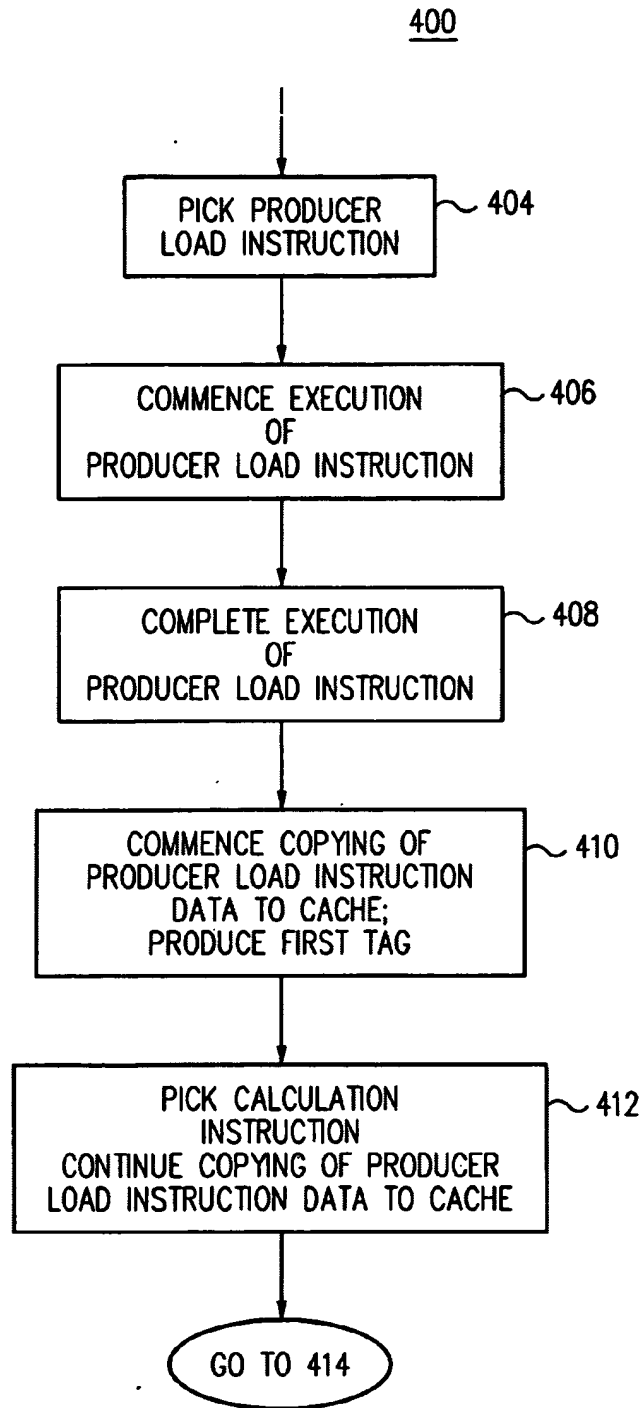 400
PICK PRODUCER
LOAD INSTRUCTION
404
COMMENCE EXECUTION
OF
PRODUCER LOAD INSTRUCTION
406
COMPLETE EXECUTION
OF
PRODUCER LOAD INSTRUCTION
408
COMMENCE COPYING OF
PRODUCER LOAD INSTRUCTION
DATA TO CACHE;
PRODUCE FIRST TAG
410
PICK CALCULATION
INSTRUCTION
CONTINUE COPYING OF PRODUCER
LOAD INSTRUCTION DATA TO CACHE
412
GO TO 414